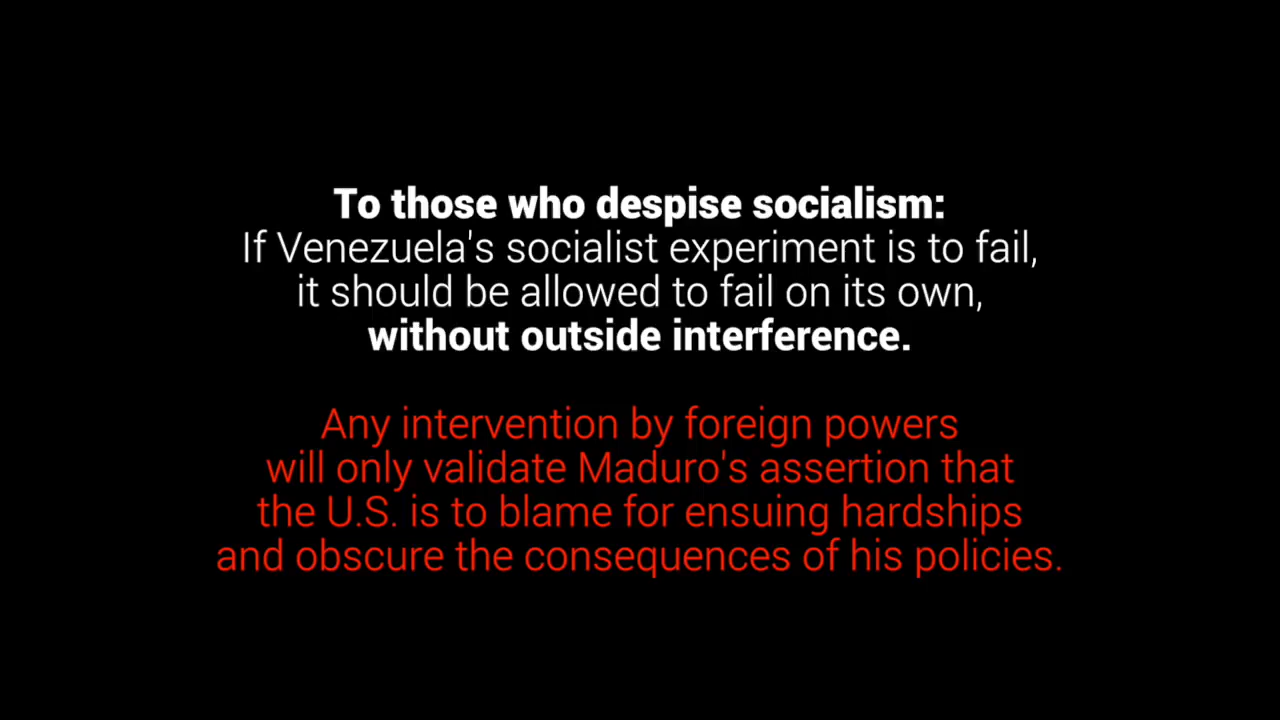 To those who despise socialism:
If Venezuela's socialist experiment is to fail,
it should be allowed to fail on its own,
without outside interference.
Any intervention by foreign powers
will only validate Maduro's assertion that
the U.S. is to blame for ensuing hardships
and obscure the consequences of his policies.